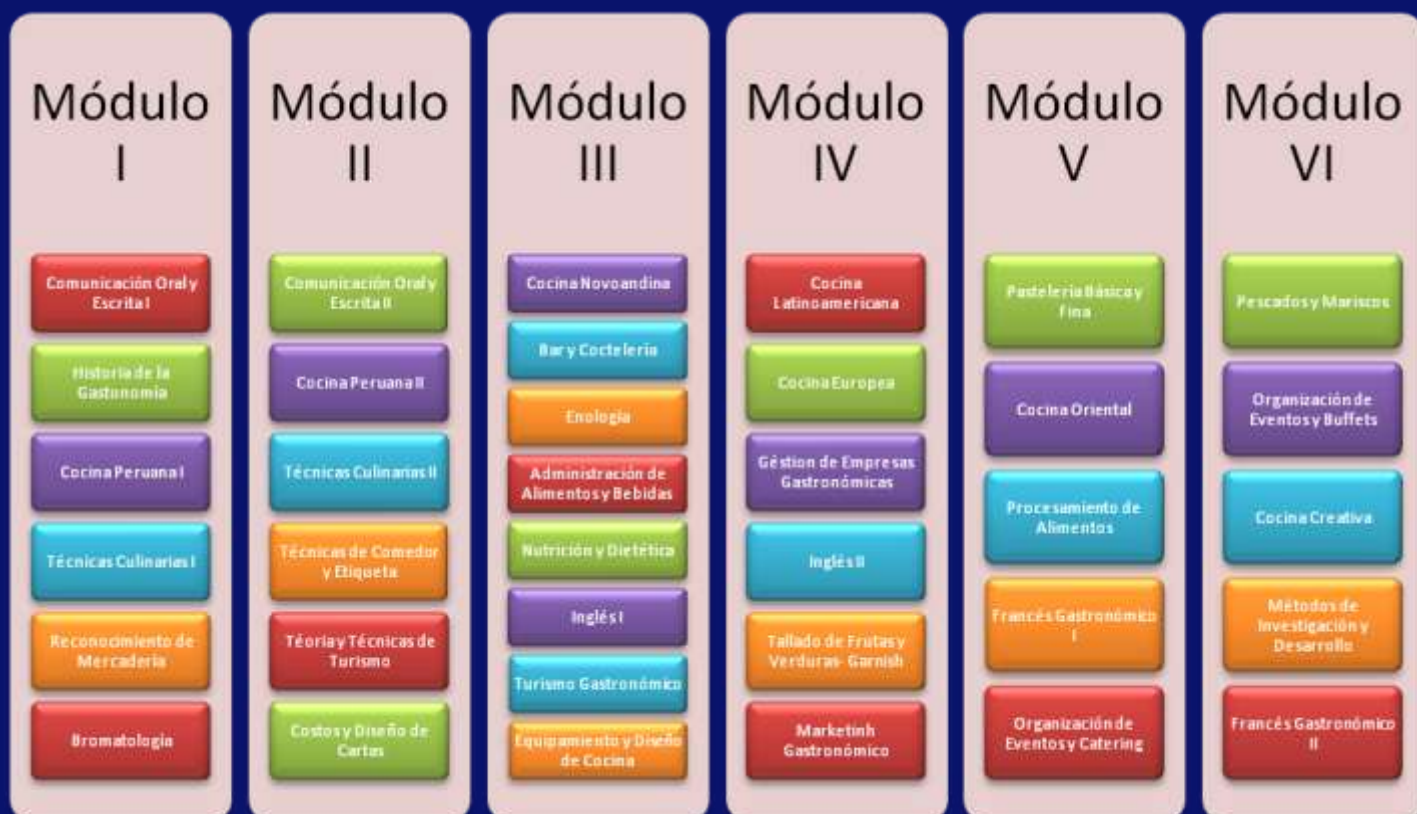 Módulo
I
Comunicación Oral y
Escrita I
Historia de la
Gastonomía
Cocina Peruana I
Técnicas Culinarias I
Reconocimiento de
Mercadería
Bromatología
Módulo
II
Comunicación Oral y
Escrita II
Cocina Peruana II
Técnicas Culinarias II
Técnicas de Comedor
y Etiqueta
Téoria y Técnicas de
Turismo
Costos y Diseño de
Cartas
Módulo
III
Cocina Novoandina
Bar y Coctelería
Enología
Administración de
Alimentos y Bebidas
Nutrición y Dietética
Inglés I
Turismo Gastronómico
Equipamiento y Diseño
de Cocina
Módulo
IV
Cocina
Latinoamericana
Cocina Europea
Géstion de Empresas
Gastronómicas
Inglés II
Tallado de Frutas y
Verduras- Garnish
Marketinh
Gastronómico
Módulo
V
Pastelería Básica y
Fina
Cocina Oriental
Procesamiento de
Alimentos
Francés Gastronómico
I
Organización de
Eventos y Catering
Módulo
VI
Pescados y Mariscos
Organización de
Eventos y Buffets
Cocina Creativa
Métodos de
Investigación y
Desarrollo
Francés Gastronómico
II